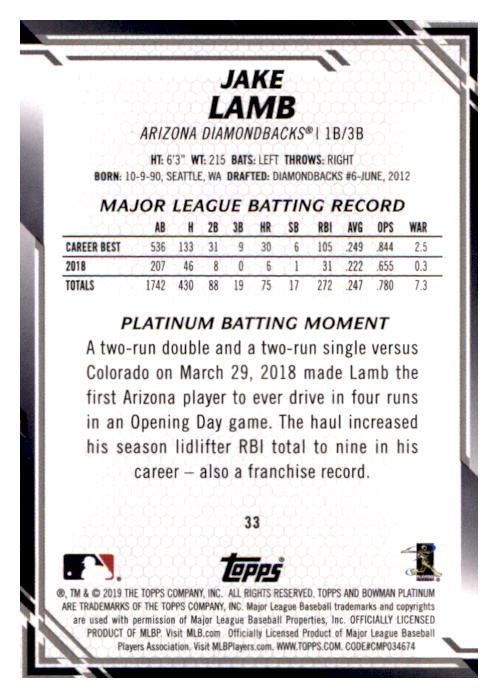 JAKE
LAMB
ARIZONA DIAMONDBACKS® | 1B/3B
HT: 6'3" WT: 215 BATS: LEFT THROWS: RIGHT
BORN: 10-9-90, SEATTLE, WA DRAFTED: DIAMONDBACKS #6-JUNE, 2012
MAJOR LEAGUE BATTING RECORD
AB H 2B 3B HR SB RBI AVG OPS WAR
CAREER BEST 536 133 31 9 30 6 105 .249 .844 2.5
2018 207 46 8 0 6 1 31 .222 .655 0.3
TOTALS 1742 430 88 19 75 17 272 .247 .780 7.3
PLATINUM BATTING MOMENT
A two-run double and a two-run single versus
Colorado on March 29, 2018 made Lamb the
first Arizona player to ever drive in four runs
in an Opening Day game. The haul increased
his season lidlifter RBI total to nine in his
career – also a franchise record.
33
TOPPS®
®, TM & © 2019 THE TOPPS COMPANY, INC. ALL RIGHTS RESERVED. TOPPS AND BOWMAN PLATINUM
ARE TRADEMARKS OF THE TOPPS COMPANY, INC. Major League Baseball trademarks and copyrights
are used with permission of Major League Baseball Properties, Inc. OFFICIALLY LICENSED
PRODUCT OF MLBP. Visit MLB.com Officially Licensed Product of Major League Baseball
Players Association. Visit MLBPlayers.com. WWW.TOPPS.COM. CODE#CMP034674